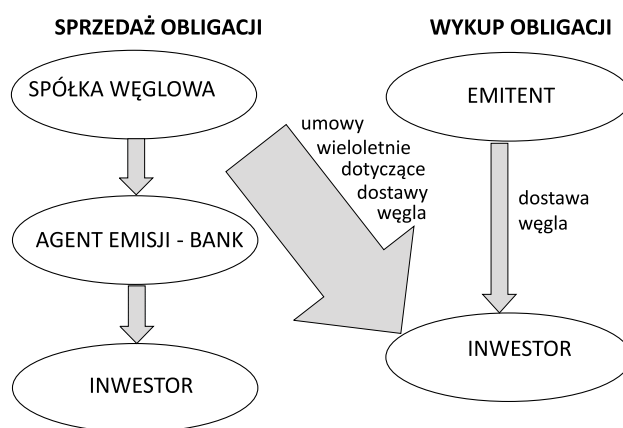 SPRZEDAŻ OBLIGACJI
SPÓŁKA WĘGLOWA
AGENT EMISJI - BANK
INWESTOR
umowy
wieloletnie
dotyczące
dostawy
węgla
WYKUP OBLIGACJI
EMITENT
dostawa
węgla
INWESTOR